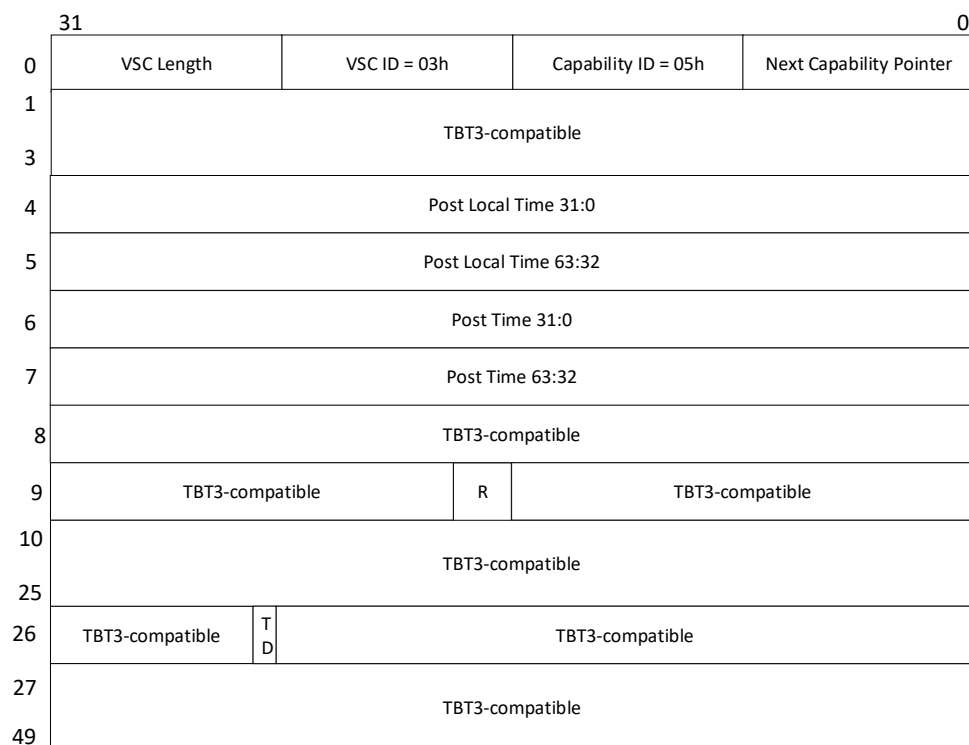 31 0
0 VSC Length VSC ID = 03h Capability ID = 05h Next Capability Pointer
1
TBT3-compatible
3
4 Post Local Time 31:0
5 Post Local Time 63:32
6 Post Time 31:0
7 Post Time 63:32
8 TBT3-compatible
9 TBT3-compatible R TBT3-compatible
10
TBT3-compatible
25
26 TBT3-compatible TD TBT3-compatible
27
TBT3-compatible
49